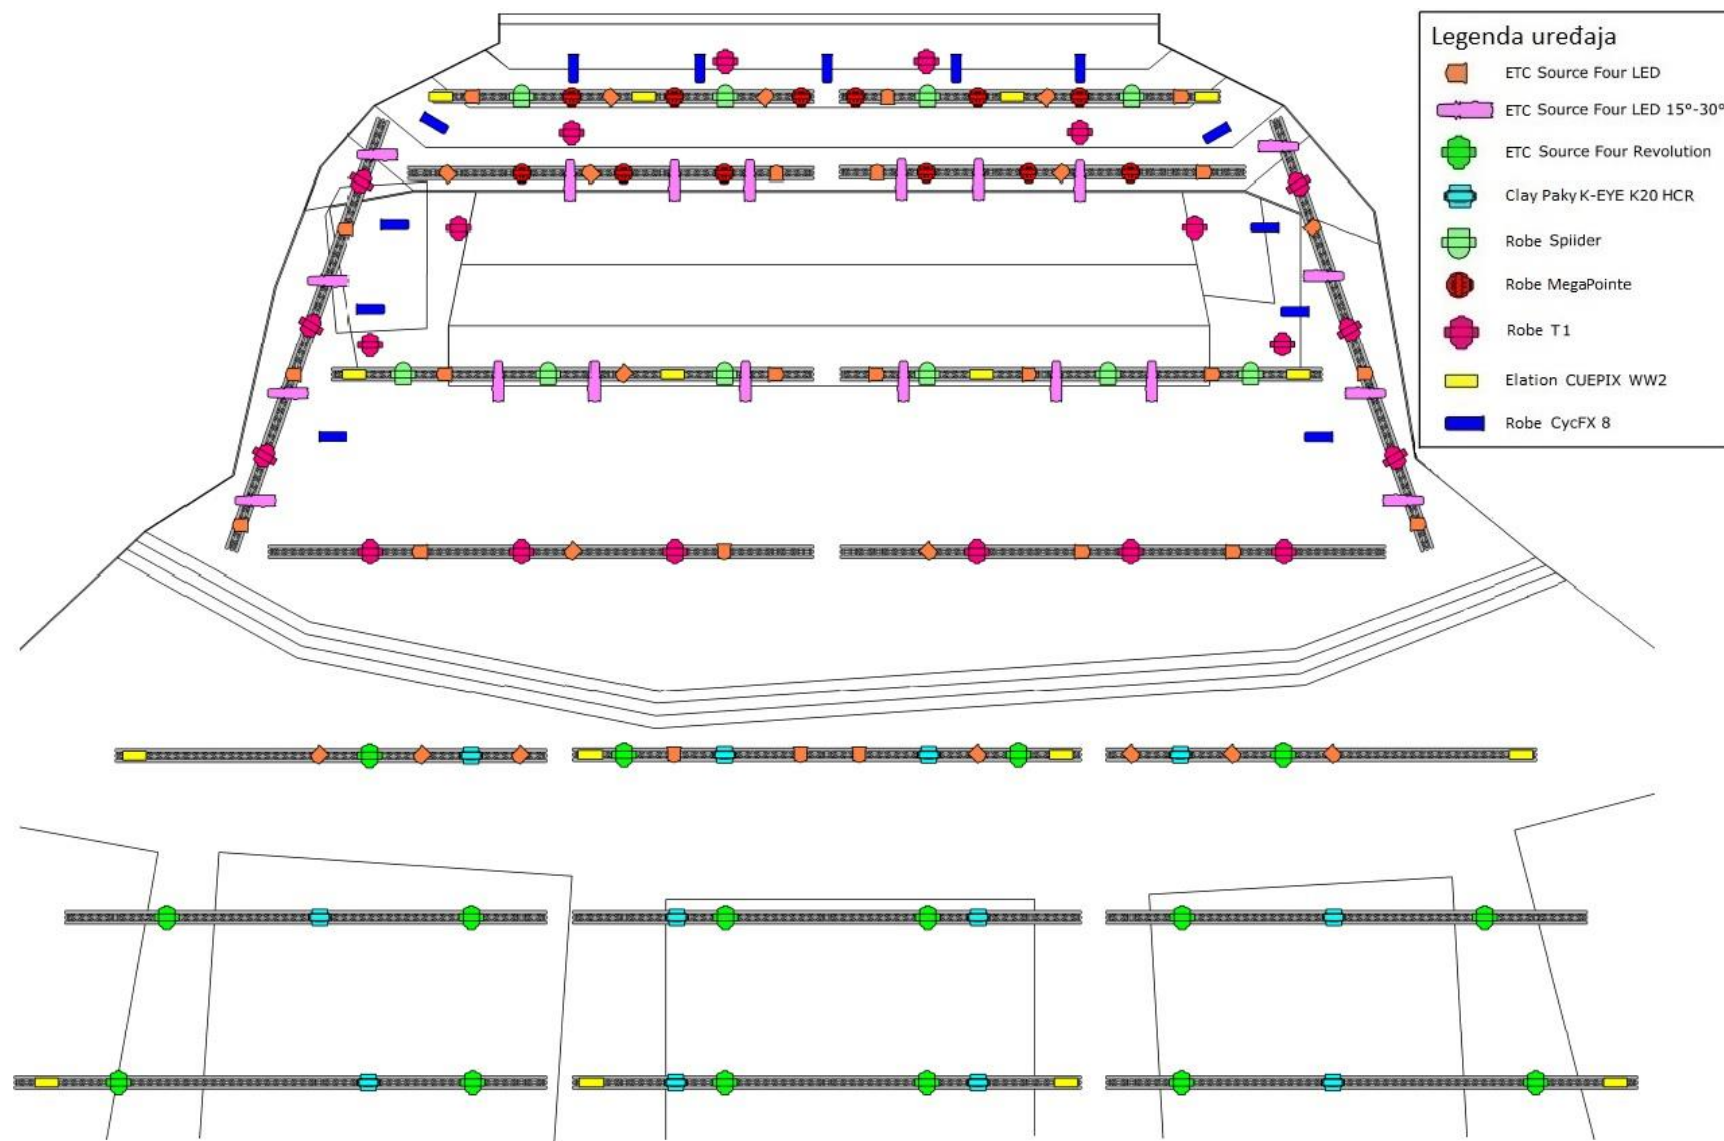 Legenda uređaja
ETC Source Four LED
ETC Source Four LED 15°-30°
ETC Source Four Revolution
Clay Paky K-EYE K20 HCR
Robe Spiider
Robe MegaPointe
Robe T1
Elation CUEPIX WW2
Robe CycFX 8